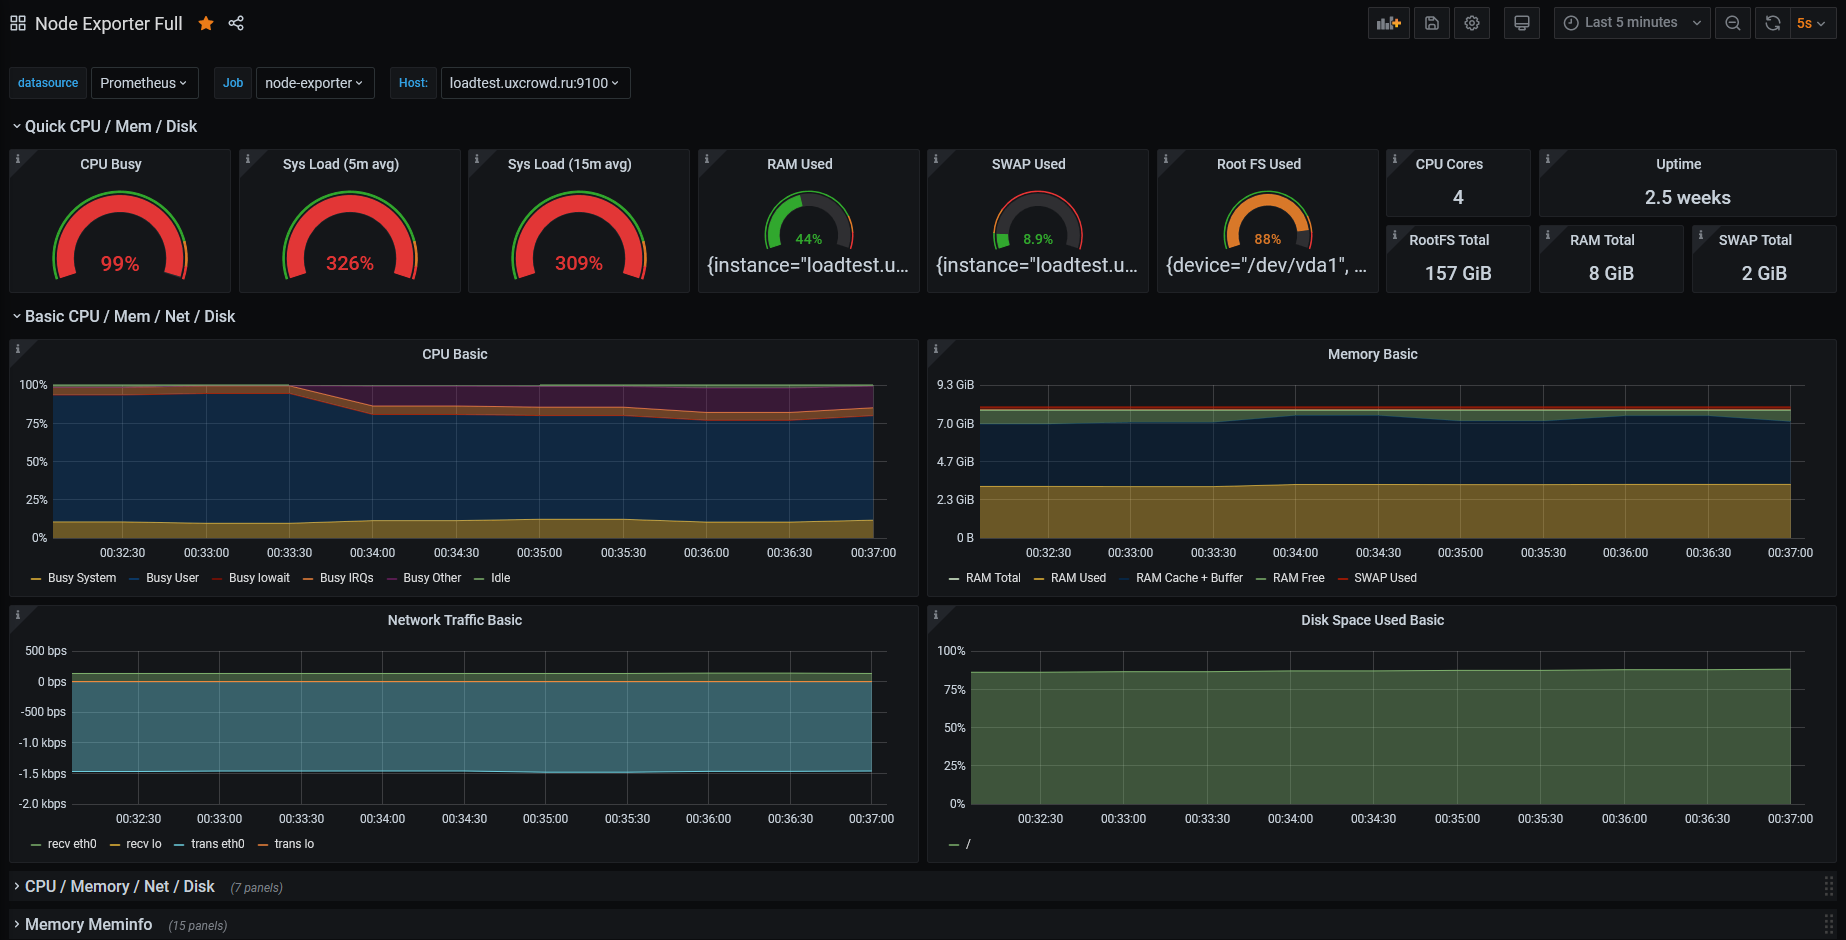 Node Exporter Full
Last 5 minutes
5s
datasource Prometheus Job node-exporter Host: loadtest.uxcrowd.ru:9100
Quick CPU / Mem / Disk
CPU Busy
99%
Sys Load (5m avg)
326%
Sys Load (15m avg)
309%
RAM Used
44%
{instance="loadtest.u...
SWAP Used
8.9%
{instance="loadtest.u...
Root FS Used
88%
{device="/dev/vda1", ...
CPU Cores
4
Uptime
2.5 weeks
RootFS Total
157 GiB
RAM Total
8 GiB
SWAP Total
2 GiB
Basic CPU / Mem / Net / Disk
CPU Basic
100%
75%
50%
25%
0%
00:32:30 00:33:00 00:33:30 00:34:00 00:34:30 00:35:00 00:35:30 00:36:00 00:36:30 00:37:00
Busy System Busy User Busy Iowait Busy IRQs Busy Other Idle
Memory Basic
9.3 GiB
7.0 GiB
4.7 GiB
2.3 GiB
0 B
00:32:30 00:33:00 00:33:30 00:34:00 00:34:30 00:35:00 00:35:30 00:36:00 00:36:30 00:37:00
RAM Total RAM Used RAM Cache + Buffer RAM Free SWAP Used
Network Traffic Basic
500 bps
0 bps
-500 bps
-1.0 kbps
-1.5 kbps
-2.0 kbps
00:32:30 00:33:00 00:33:30 00:34:00 00:34:30 00:35:00 00:35:30 00:36:00 00:36:30 00:37:00
recv eth0 recv lo trans eth0 trans lo
Disk Space Used Basic
100%
75%
50%
25%
0%
00:32:30 00:33:00 00:33:30 00:34:00 00:34:30 00:35:00 00:35:30 00:36:00 00:36:30 00:37:00
/
CPU / Memory / Net / Disk (7 panels)
Memory Meminfo (15 panels)